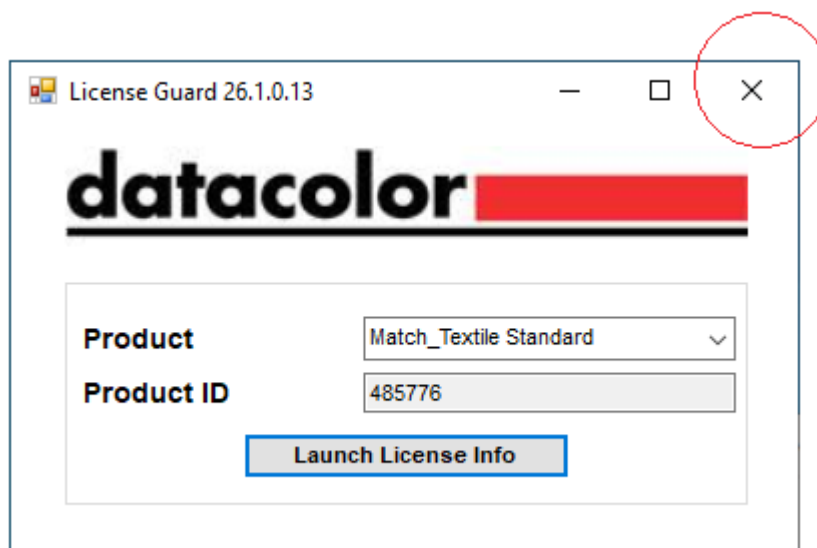 License Guard 26.1.0.13
datacolor
Product Match_Textile Standard
Product ID 485776
Launch License Info